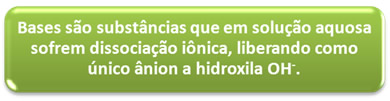 Bases são substâncias que em solução aquosa
sofrem dissociação iônica, liberando como
único ânion a hidroxila OH⁻.